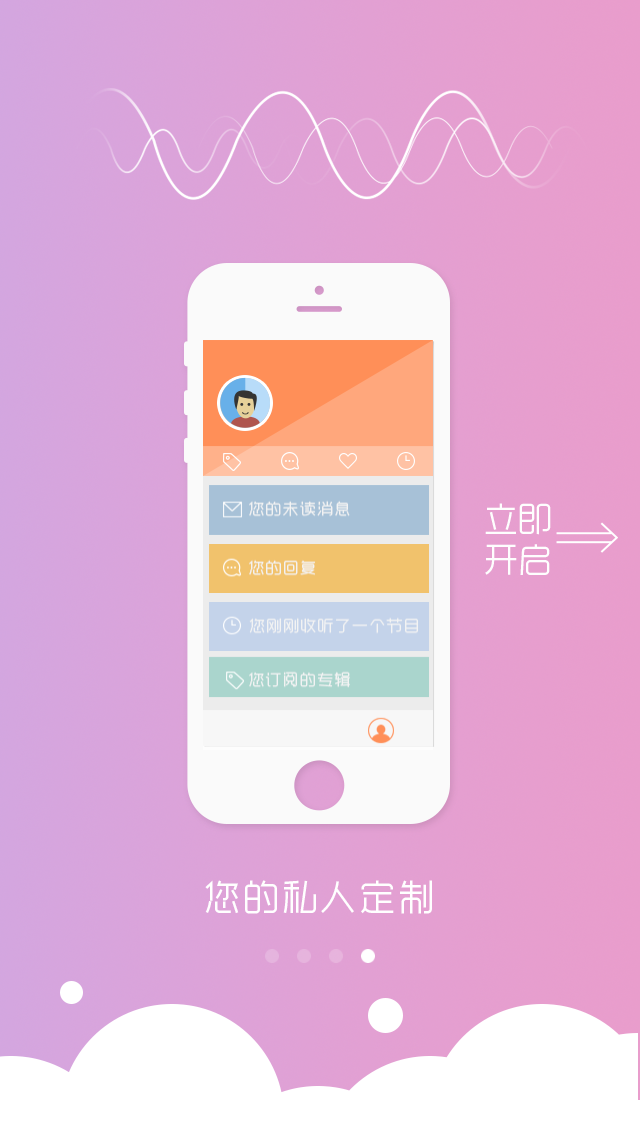 您的未读消息
您的回复
您刚刚收听了一个节目
您订阅的专辑
立即
开启
您的私人定制